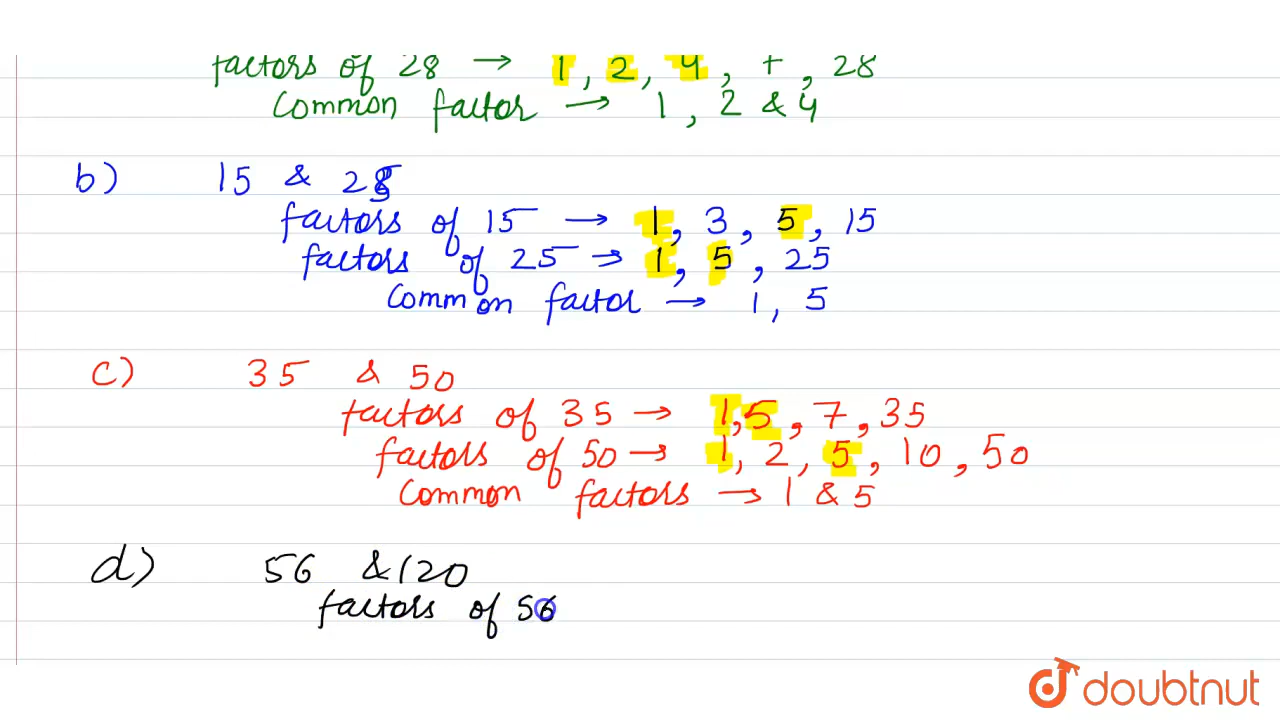 factors of 28 → 1, 2, 4, 7, 28
Common factor → 1, 2 & 4
b) 15 & 25
factors of 15 → 1, 3, 5, 15
factors of 25 → 1, 5, 25
Common factor → 1, 5
c) 35 & 50
factors of 35 → 1, 5, 7, 35
factors of 50 → 1, 2, 5, 10, 50
Common factors → 1 & 5
d) 56 & 120
factors of 56
doubtnut